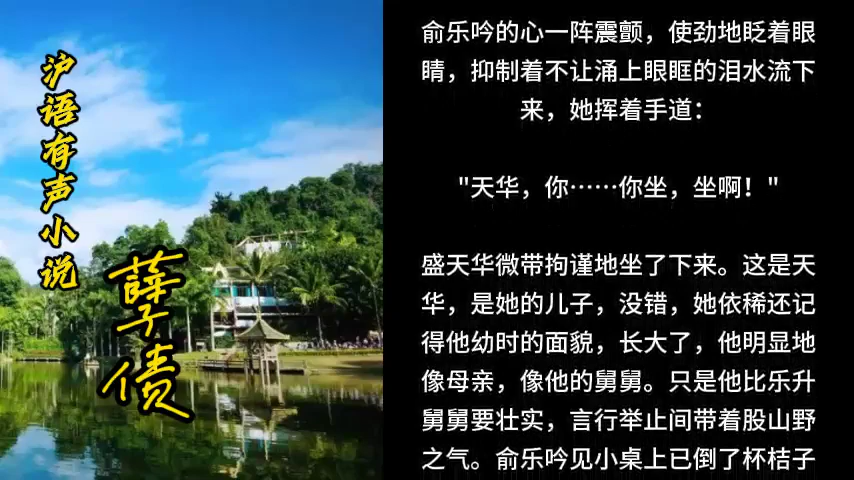 沪语有声小说
孽债
俞乐吟的心一阵震颤，使劲地眨着眼
睛，抑制着不让涌上眼眶的泪水流下
来，她挥着手道：
"天华，你……你坐，坐啊！"
盛天华微带拘谨地坐了下来。这是天
华，是她的儿子，没错，她依稀还记
得他幼时的面貌，长大了，他明显地
像母亲，像他的舅舅。只是他比乐升
舅舅要壮实，言行举止间带着股山野
之气。俞乐吟见小桌上已倒了杯桔子